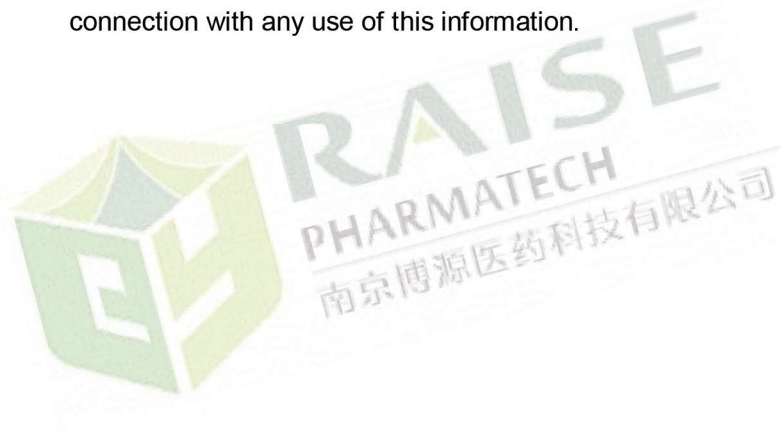 connection with any use of this information.
RAISE
PHARMATECH
南京博源医药科技有限公司